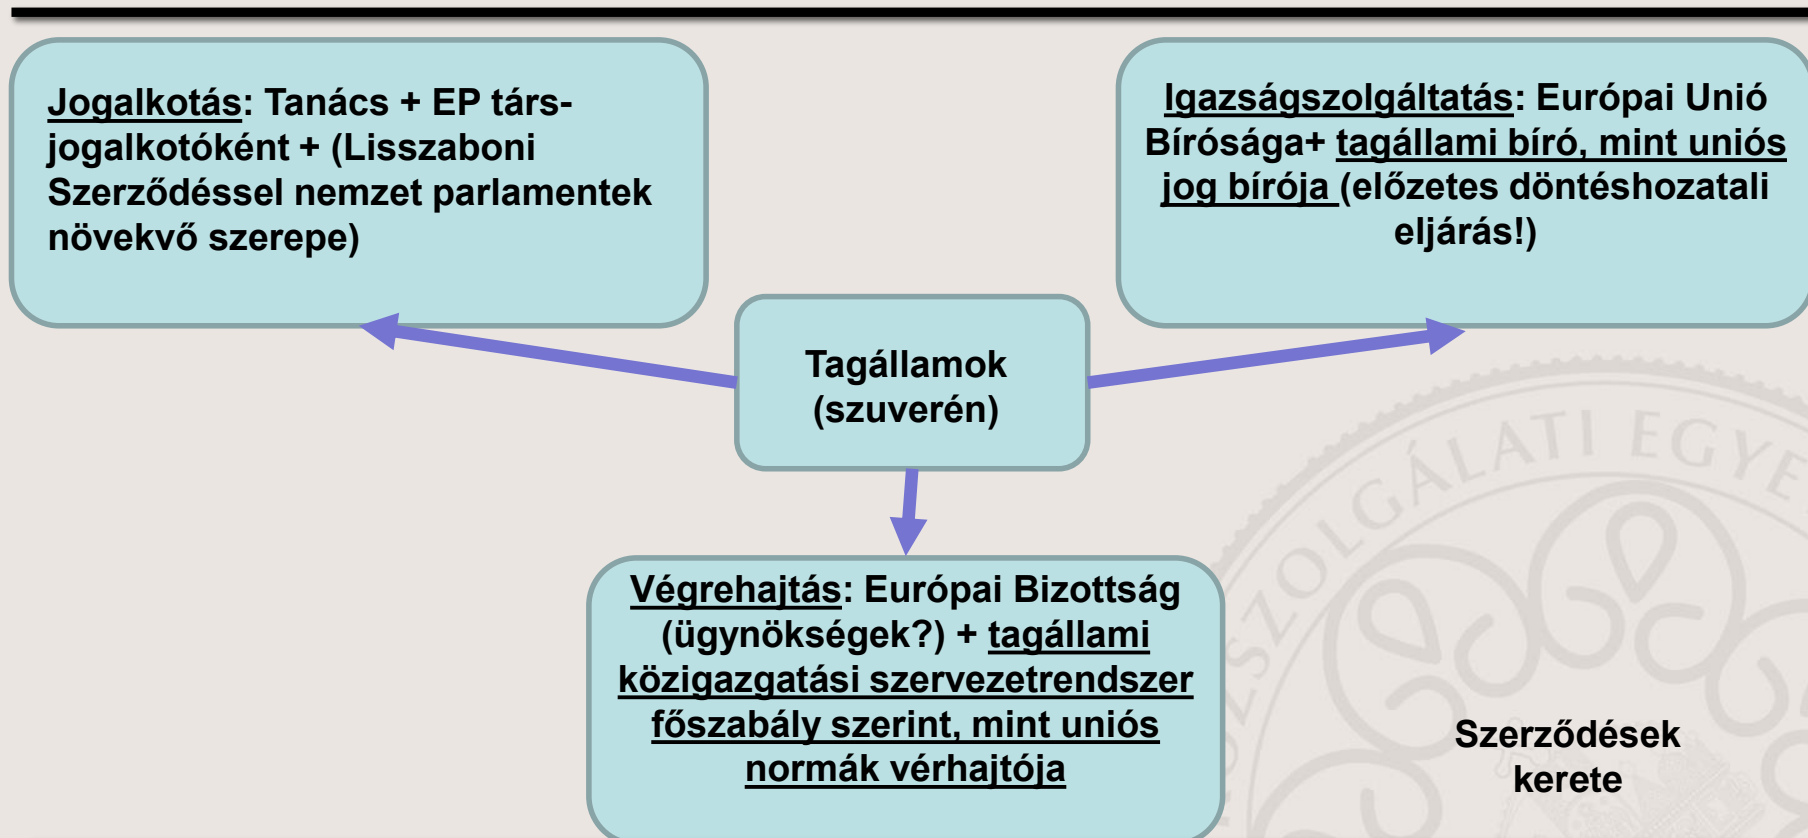 Jogalkotás: Tanács + EP társ-
jogalkotóként + (Lisszaboni
Szerződéssel nemzet parlamentek
növekvő szerepe)
Igazságszolgáltatás: Európai Unió
Bírósága+ tagállami bíró, mint uniós
jog bírója (előzetes döntéshozatali
eljárás!)
Tagállamok
(szuverén)
Végrehajtás: Európai Bizottság
(ügynökségek?) + tagállami
közigazgatási szervezetrendszer
főszabály szerint, mint uniós
normák vérhajtója
Szerződések
kerete